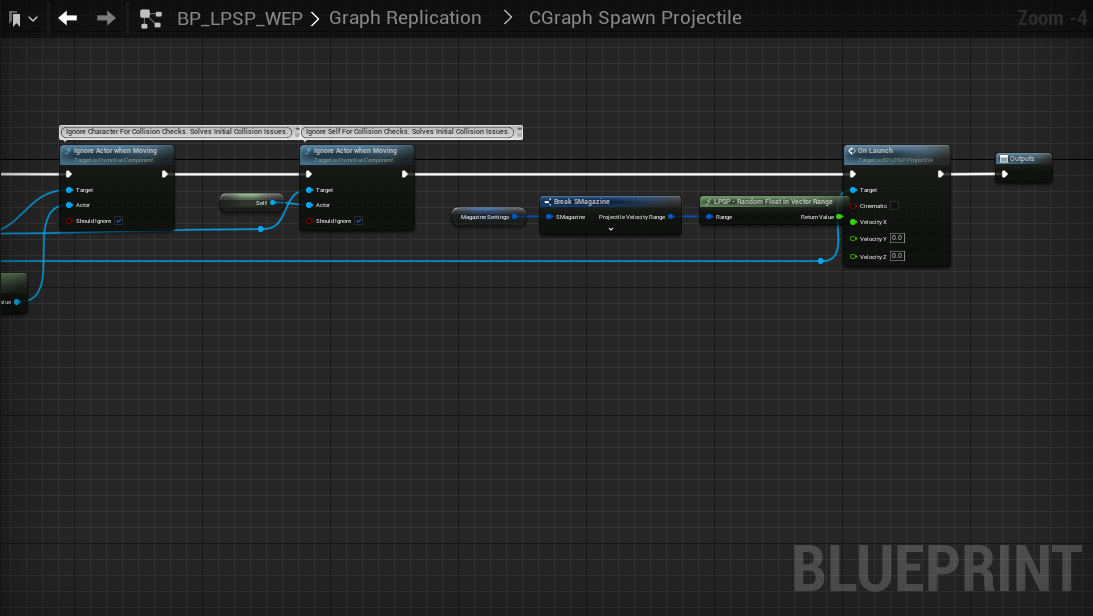 BP_LPSP_WEP > Graph Replication > CGraph Spawn Projectile
Zoom -4
Ignore Character For Collision Checks. Solves Initial Collision Issues.
Ignore Self For Collision Checks. Solves Initial Collision Issues.
Ignore Actor when Moving
Target is Primitive Component
Target
Actor
Should Ignore
Self
Ignore Actor when Moving
Target is Primitive Component
Target
Actor
Should Ignore
Magazine Settings
Break SMagazine
SMagazine
Projectile Velocity Range
LPSP - Random Float in Vector Range
Range
Return Value
On Launch
Target is BP LPSP Projectile
Target
Cinematic
Velocity X
Velocity Y 0.0
Velocity Z 0.0
Outputs
alue
BLUEPRINT